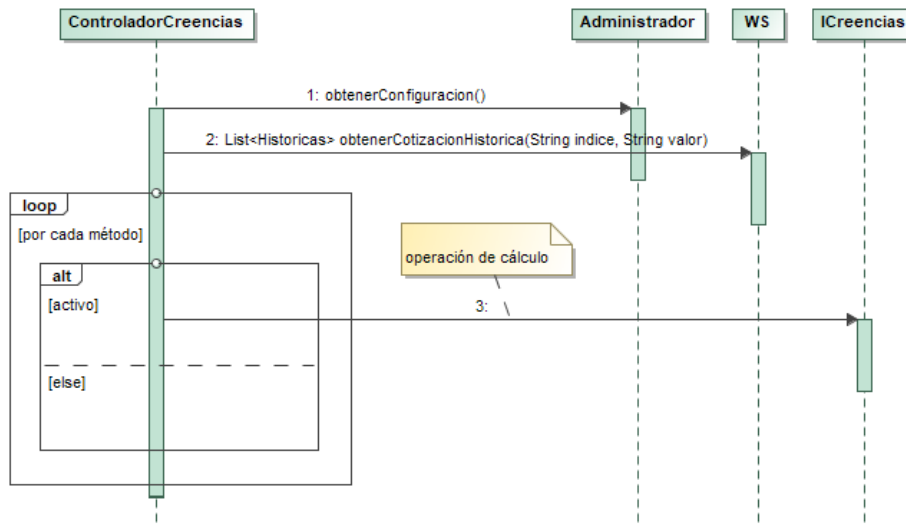 ControladorCreencias
Administrador
WS
ICreencias
1: obtenerConfiguracion()
2: List<Historicas> obtenerCotizacionHistorica(String indice, String valor)
loop
[por cada método]
operación de cálculo
alt
[activo]
3:
[else]